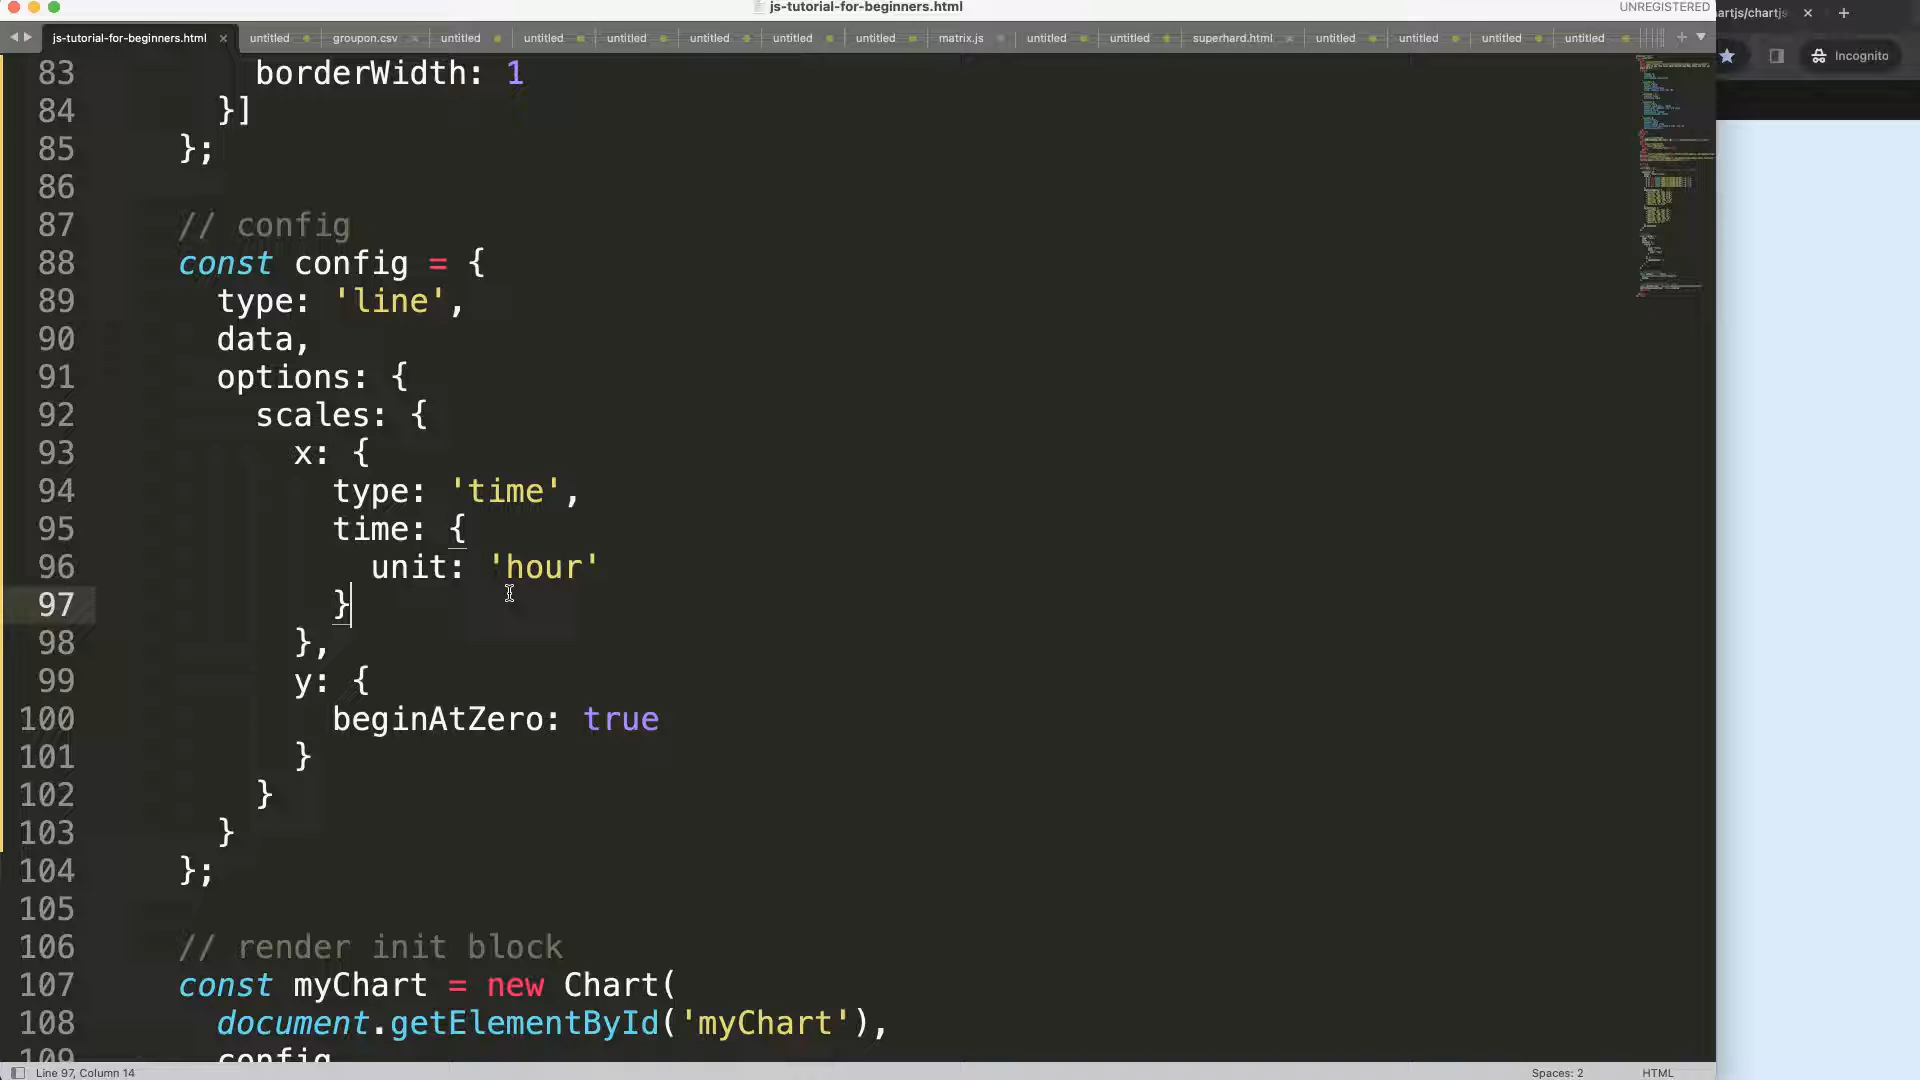 js-tutorial-for-beginners.html
UNREGISTERED
artjs/chartjs
js-tutorial-for-beginners.html untitled groupon.csv untitled untitled untitled untitled untitled untitled matrix.js untitled untitled superhard.html untitled untitled untitled untitled
Incognito
83 borderWidth: 1
84 }]
85 };
86
87 // config
88 const config = {
89 type: 'line',
90 data,
91 options: {
92 scales: {
93 x: {
94 type: 'time',
95 time: {
96 unit: 'hour'
97 }
98 },
99 y: {
100 beginAtZero: true
101 }
102 }
103 }
104 };
105
106 // render init block
107 const myChart = new Chart(
108 document.getElementById('myChart'),
109 config
Line 97, Column 14
Spaces: 2
HTML